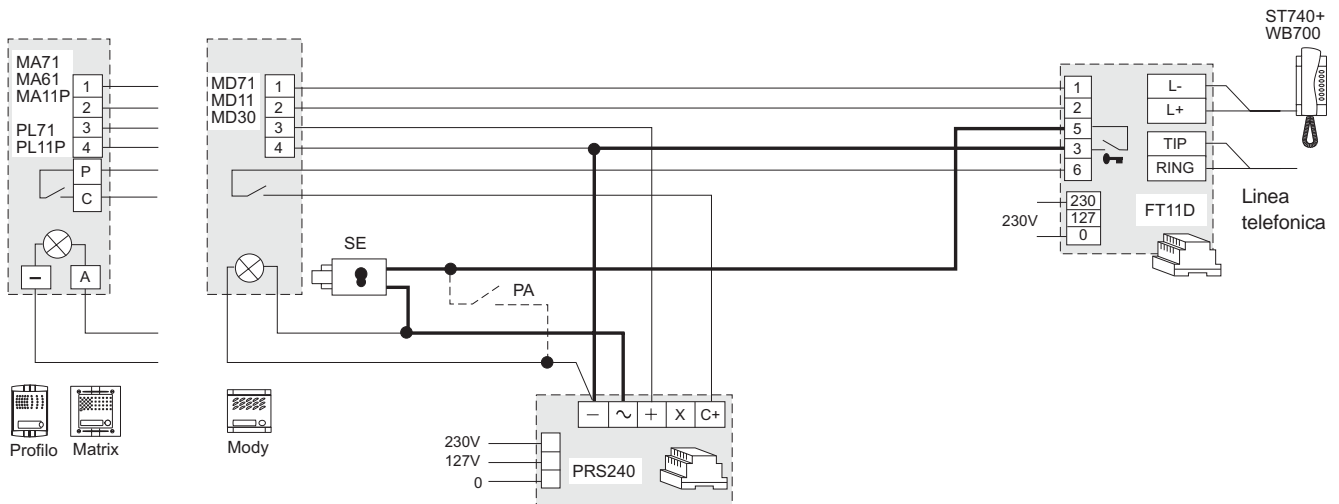 ST740+
WB700
MA71
MA61
MA11P
PL71
PL11P
1
2
3
4
P
C
−
A
MD71
MD11
MD30
1
2
3
4
SE
PA
1
2
5
3
6
L-
L+
TIP
RING
230
127
0
230V
FT11D
Linea
telefonica
Profilo
Matrix
Mody
− ~ + X C+
230V
127V
0
PRS240